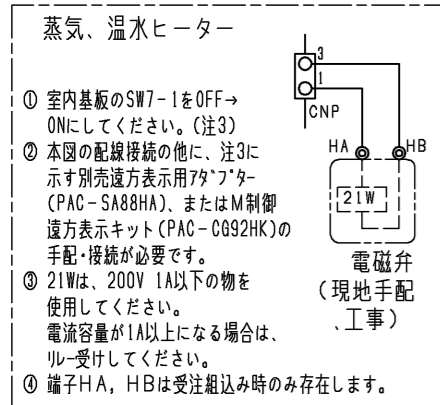 蒸気、温水ヒーター
① 室内基板のSW7-1をOFF→
ONにしてください。(注3)
② 本図の配線接続の他に、注3に
示す別売遠方表示用アダプター
(PAC-SA88HA)、またはM制御
遠方表示キット(PAC-CG92HK)の
手配・接続が必要です。
③ 21Wは、200V 1A以下の物を
使用してください。
電流容量が1A以上になる場合は、
リレー受けしてください。
④ 端子HA, HBは受注組込み時のみ存在します。
3
1
CNP
HA
HB
21W
電磁弁
(現地手配
、工事)